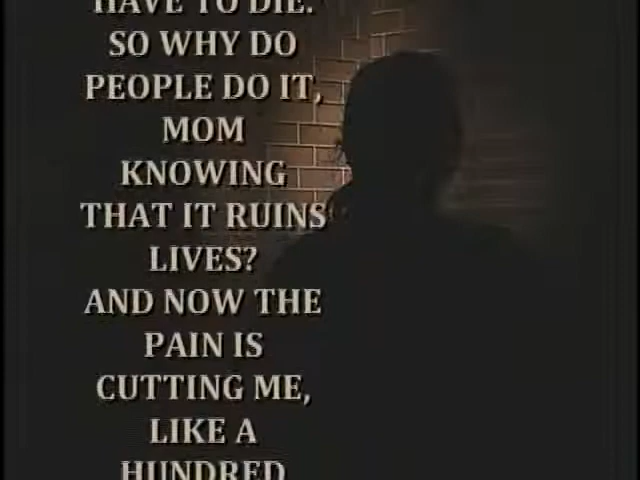 HAVE TO DIE.
SO WHY DO
PEOPLE DO IT,
MOM
KNOWING
THAT IT RUINS
LIVES?
AND NOW THE
PAIN IS
CUTTING ME,
LIKE A
HUNDRED